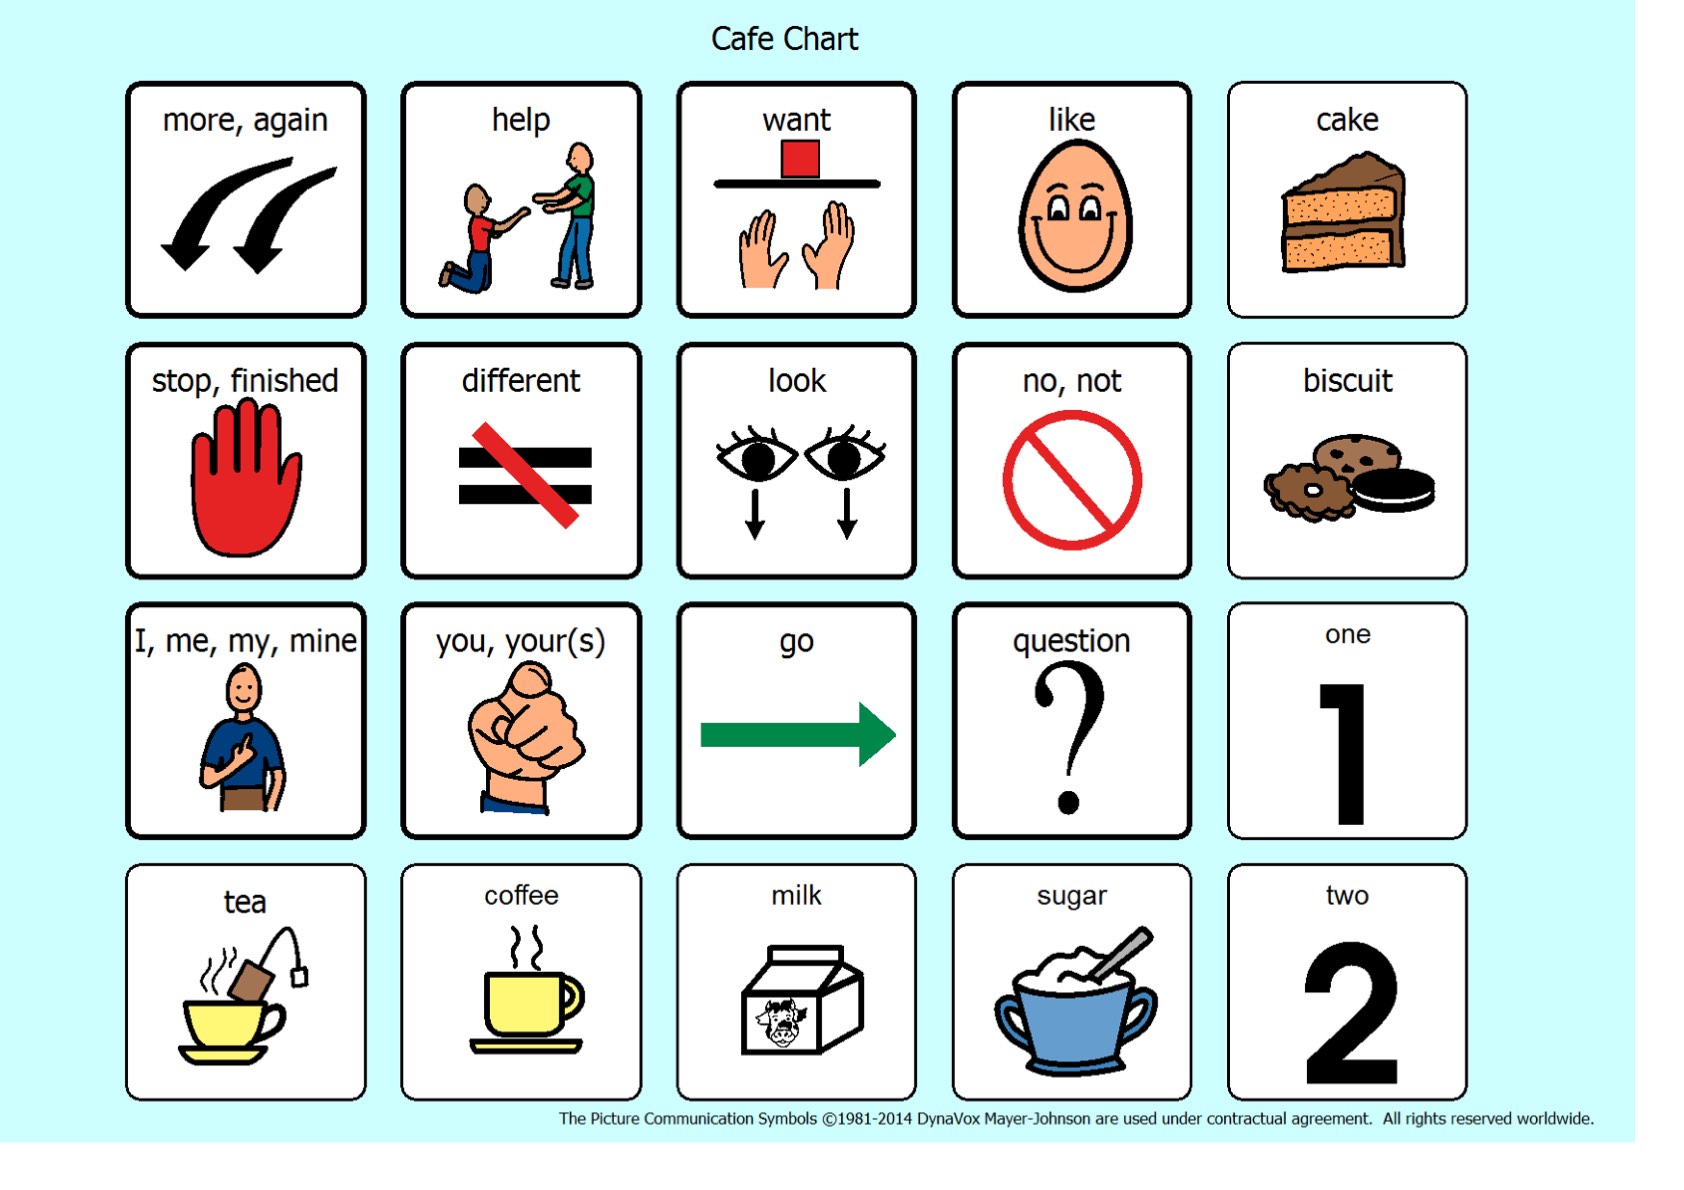 Cafe Chart
more, again
help
want
like
cake
stop, finished
different
look
no, not
biscuit
I, me, my, mine
you, your(s)
go
question
?
one
1
tea
coffee
milk
sugar
two
2
The Picture Communication Symbols ©1981-2014 DynaVox Mayer-Johnson are used under contractual agreement. All rights reserved worldwide.